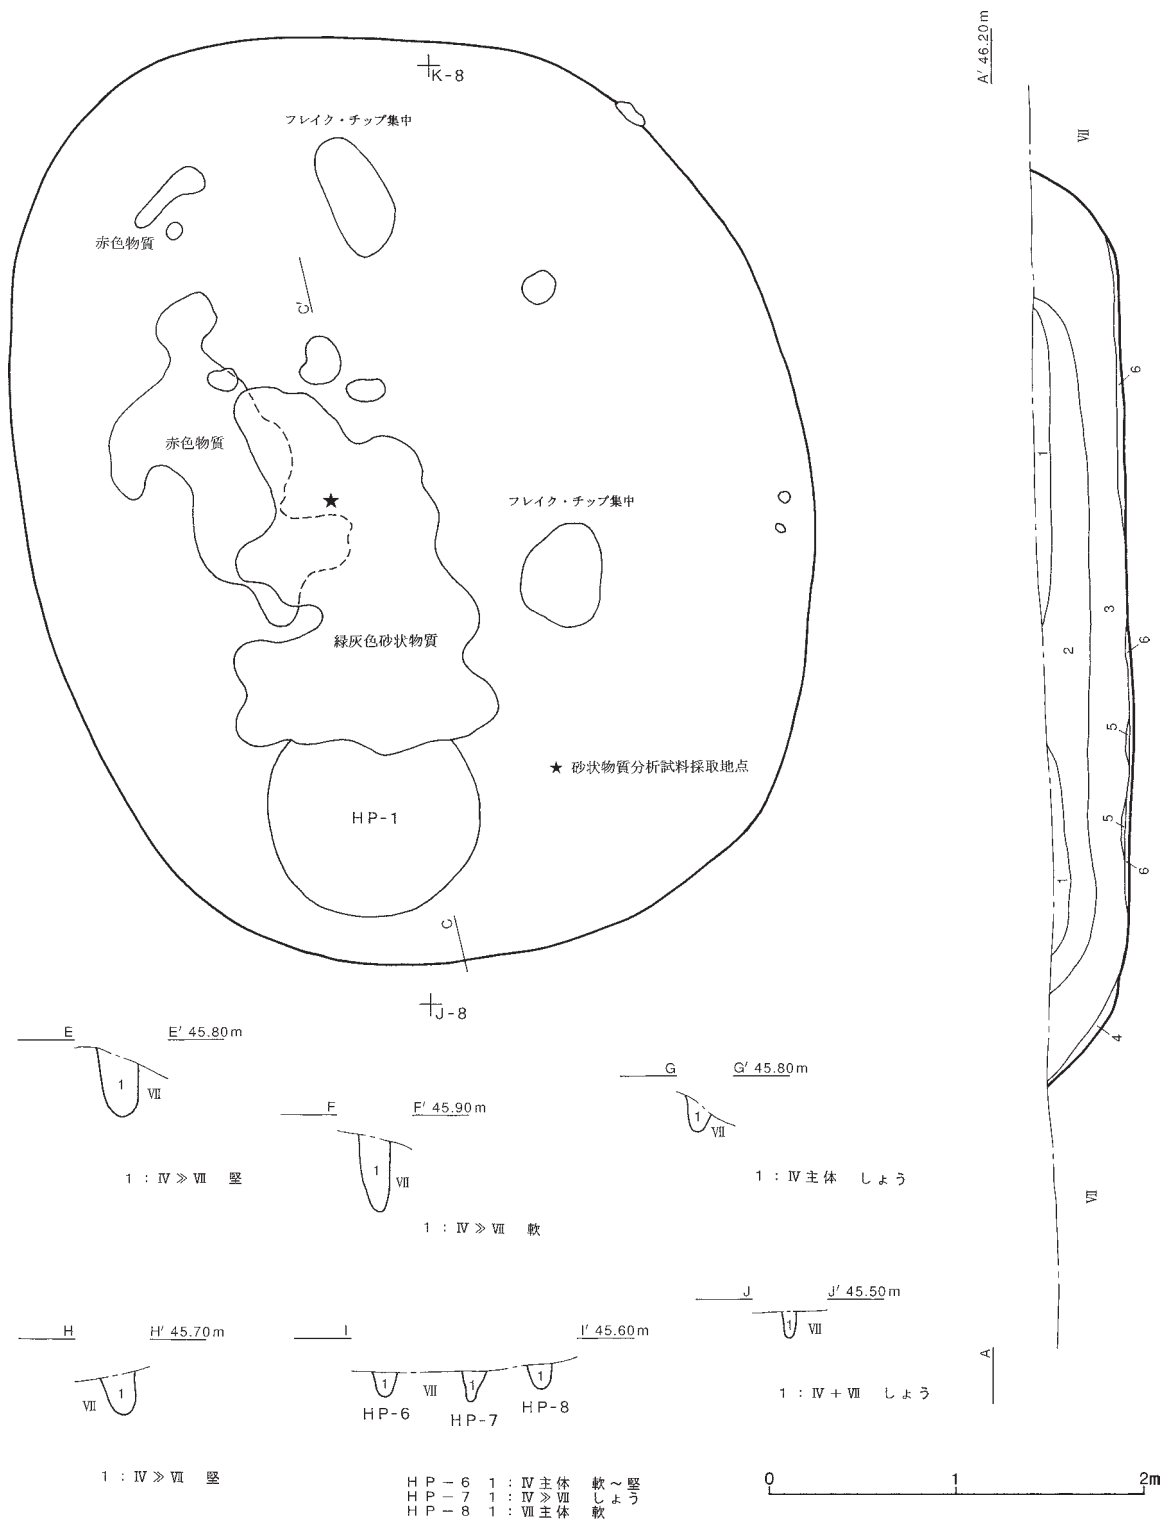 K-8
A' 46.20m
フレイク・チップ集中
VII
赤色物質
C'
6
赤色物質
1
フレイク・チップ集中
3
緑灰色砂状物質
2
6
5
★ 砂状物質分析試料採取地点
HP-1
5
6
1
C
J-8
4
E
E' 45.80m
1
VII
G
G' 45.80m
1
VII
F
F' 45.90m
1
VII
1 : IV ≫ VII 堅
1 : IV 主体 しょう
VII
1 : IV ≫ VII 軟
J
J' 45.50m
1
VII
H
H' 45.70m
VII
1
I
I' 45.60m
1
VII
1
1
HP-6
HP-7
HP-8
A
1 : IV + VII しょう
1 : IV ≫ VII 堅
HP-6 1 : IV 主体 軟~堅
HP-7 1 : IV ≫ VII しょう
HP-8 1 : VII 主体 軟
0 1 2m